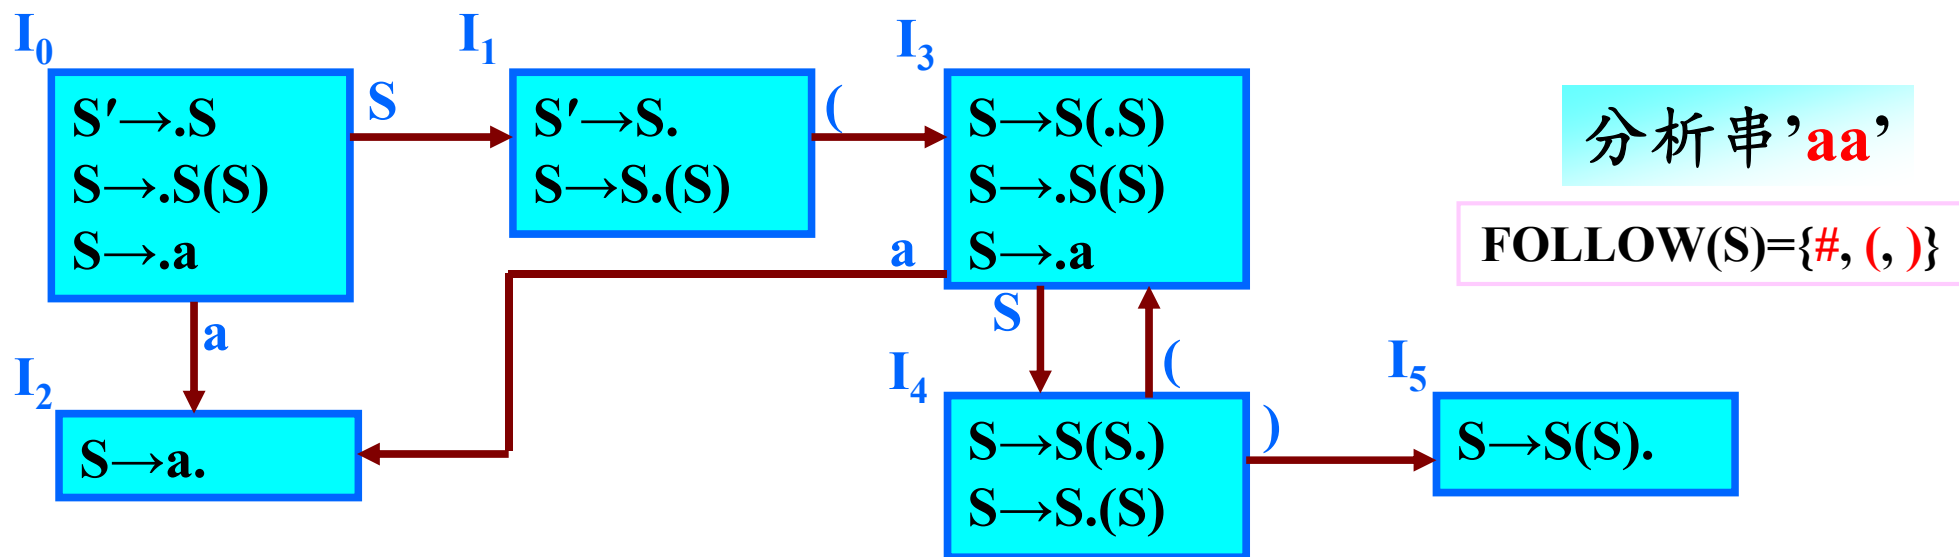 I₀
S′→.S
S→.S(S)
S→.a
S
I₁
S′→S.
S→S.(S)
(
I₃
S→S(.S)
S→.S(S)
S→.a
分析串’aa’
FOLLOW(S)={#, (, )}
a
a
S
(
I₂
S→a.
I₄
S→S(S.)
S→S.(S)
)
I₅
S→S(S).